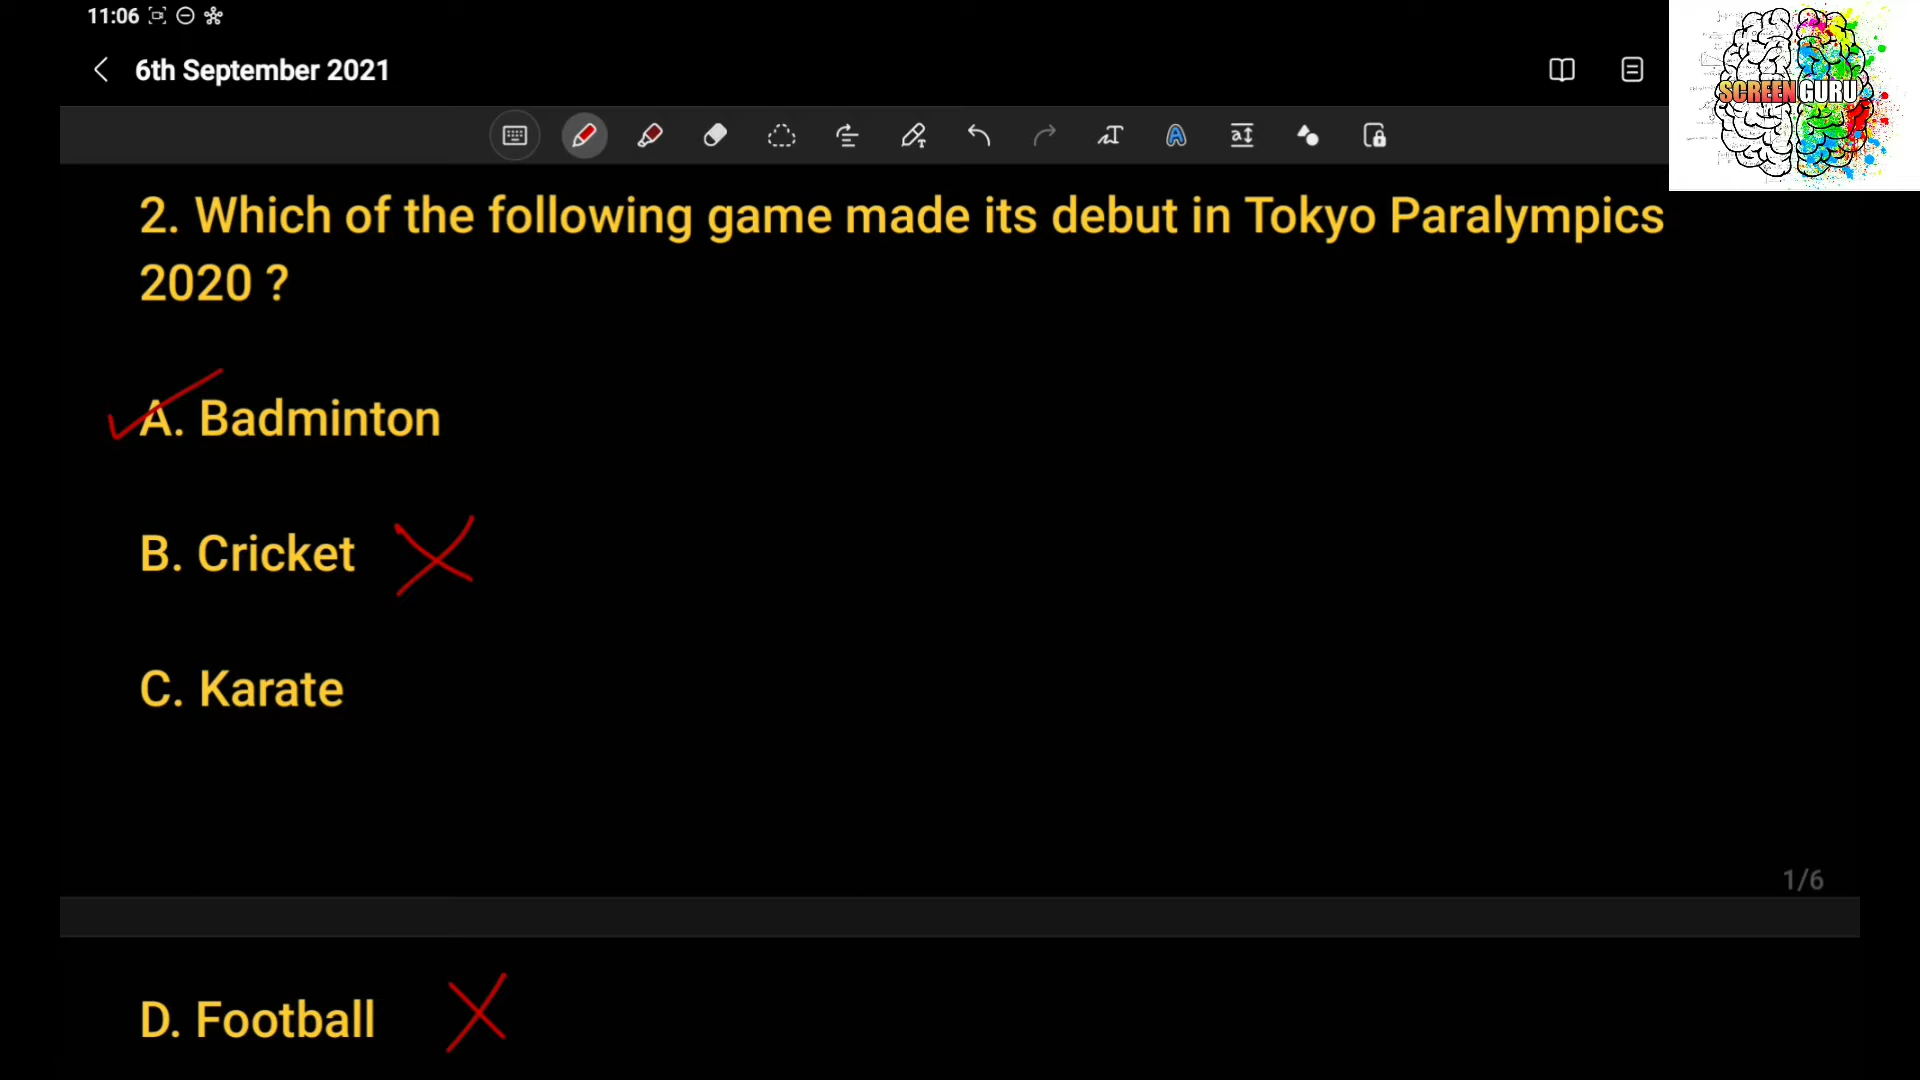 11:06
6th September 2021
SCREEN GURU
2. Which of the following game made its debut in Tokyo Paralympics
2020 ?
A. Badminton
B. Cricket
C. Karate
1/6
D. Football